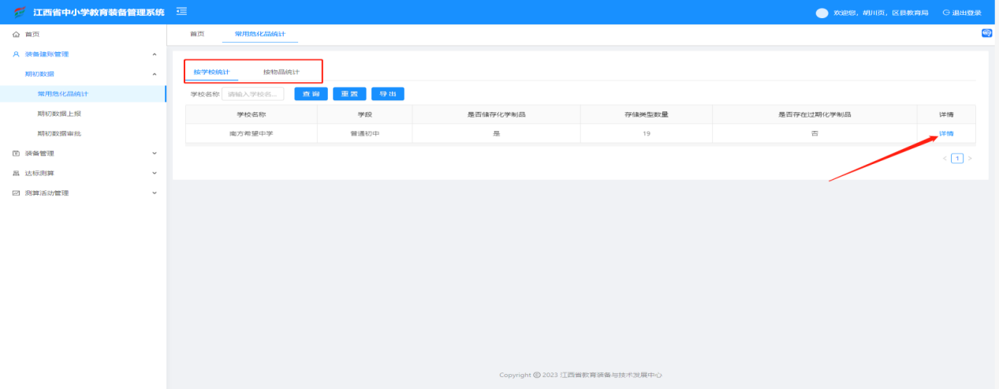 江西省中小学教育装备管理系统
欢迎您，胡川页，区县教育局 退出登录
首页
装备建账管理
期初数据
常用危化品统计
期初数据上报
期初数据审批
装备管理
达标测算
测算活动管理
首页 常用危化品统计
按学校统计 按物品统计
学校名称 请输入学校名... 查 询 重 置 导 出
学校名称 学段 是否储存化学制品 存储类型数量 是否存在过期化学制品 详情
南方希望中学 普通初中 是 19 否 详情
< 1 >
Copyright © 2023 江西省教育装备与技术发展中心